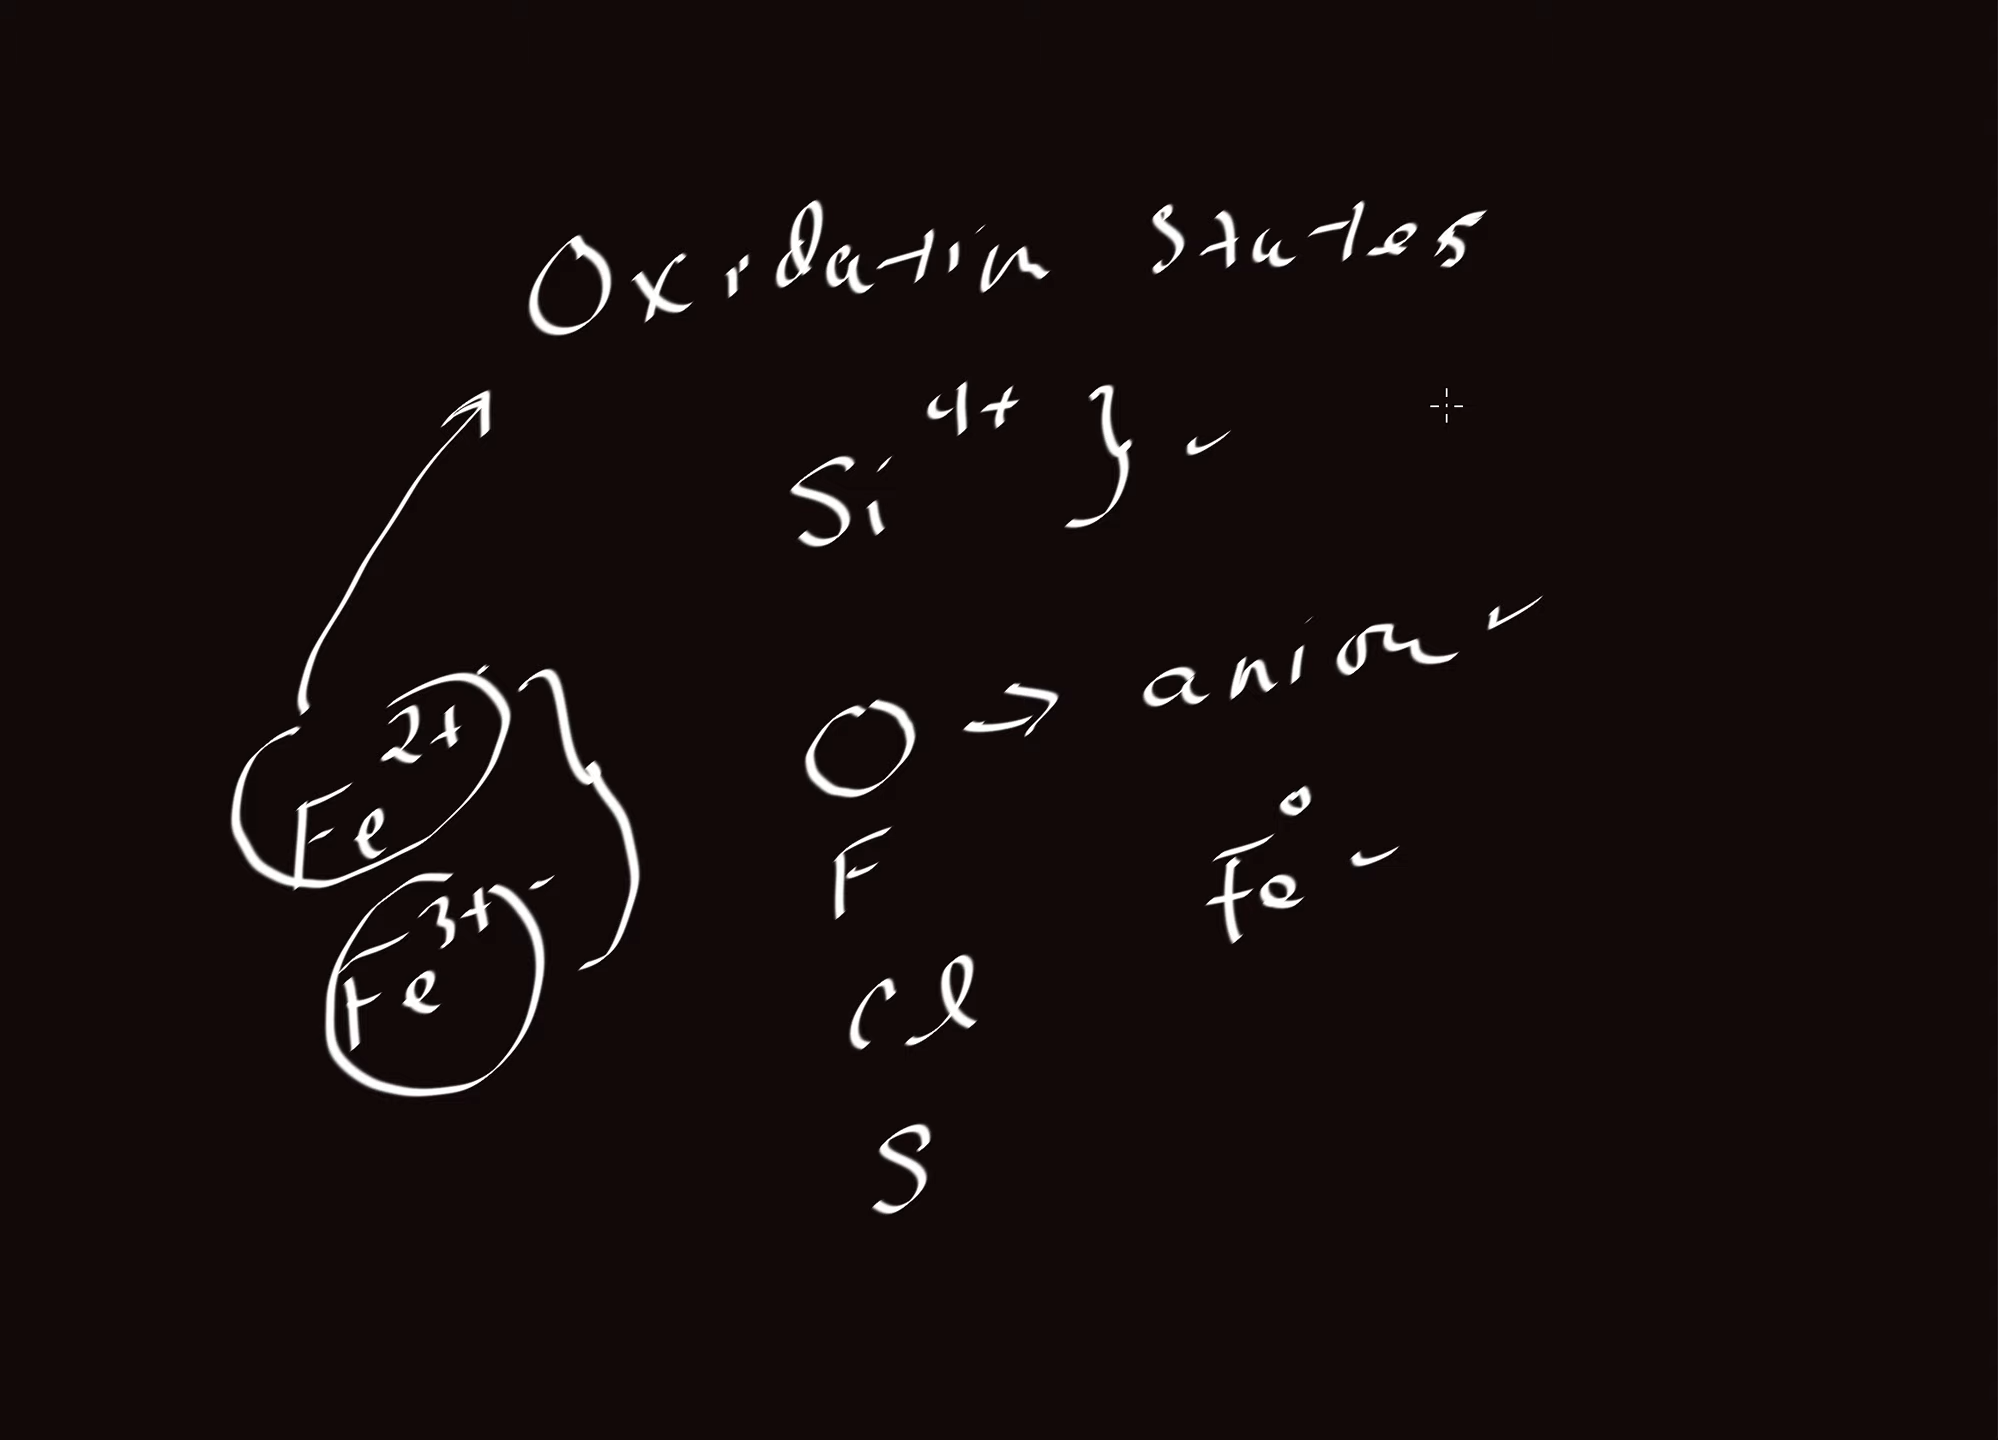 Oxidation States
Si⁴⁺ }
O → anion
Fe²⁺
F
Fe⁰
Fe³⁺
Cl
S